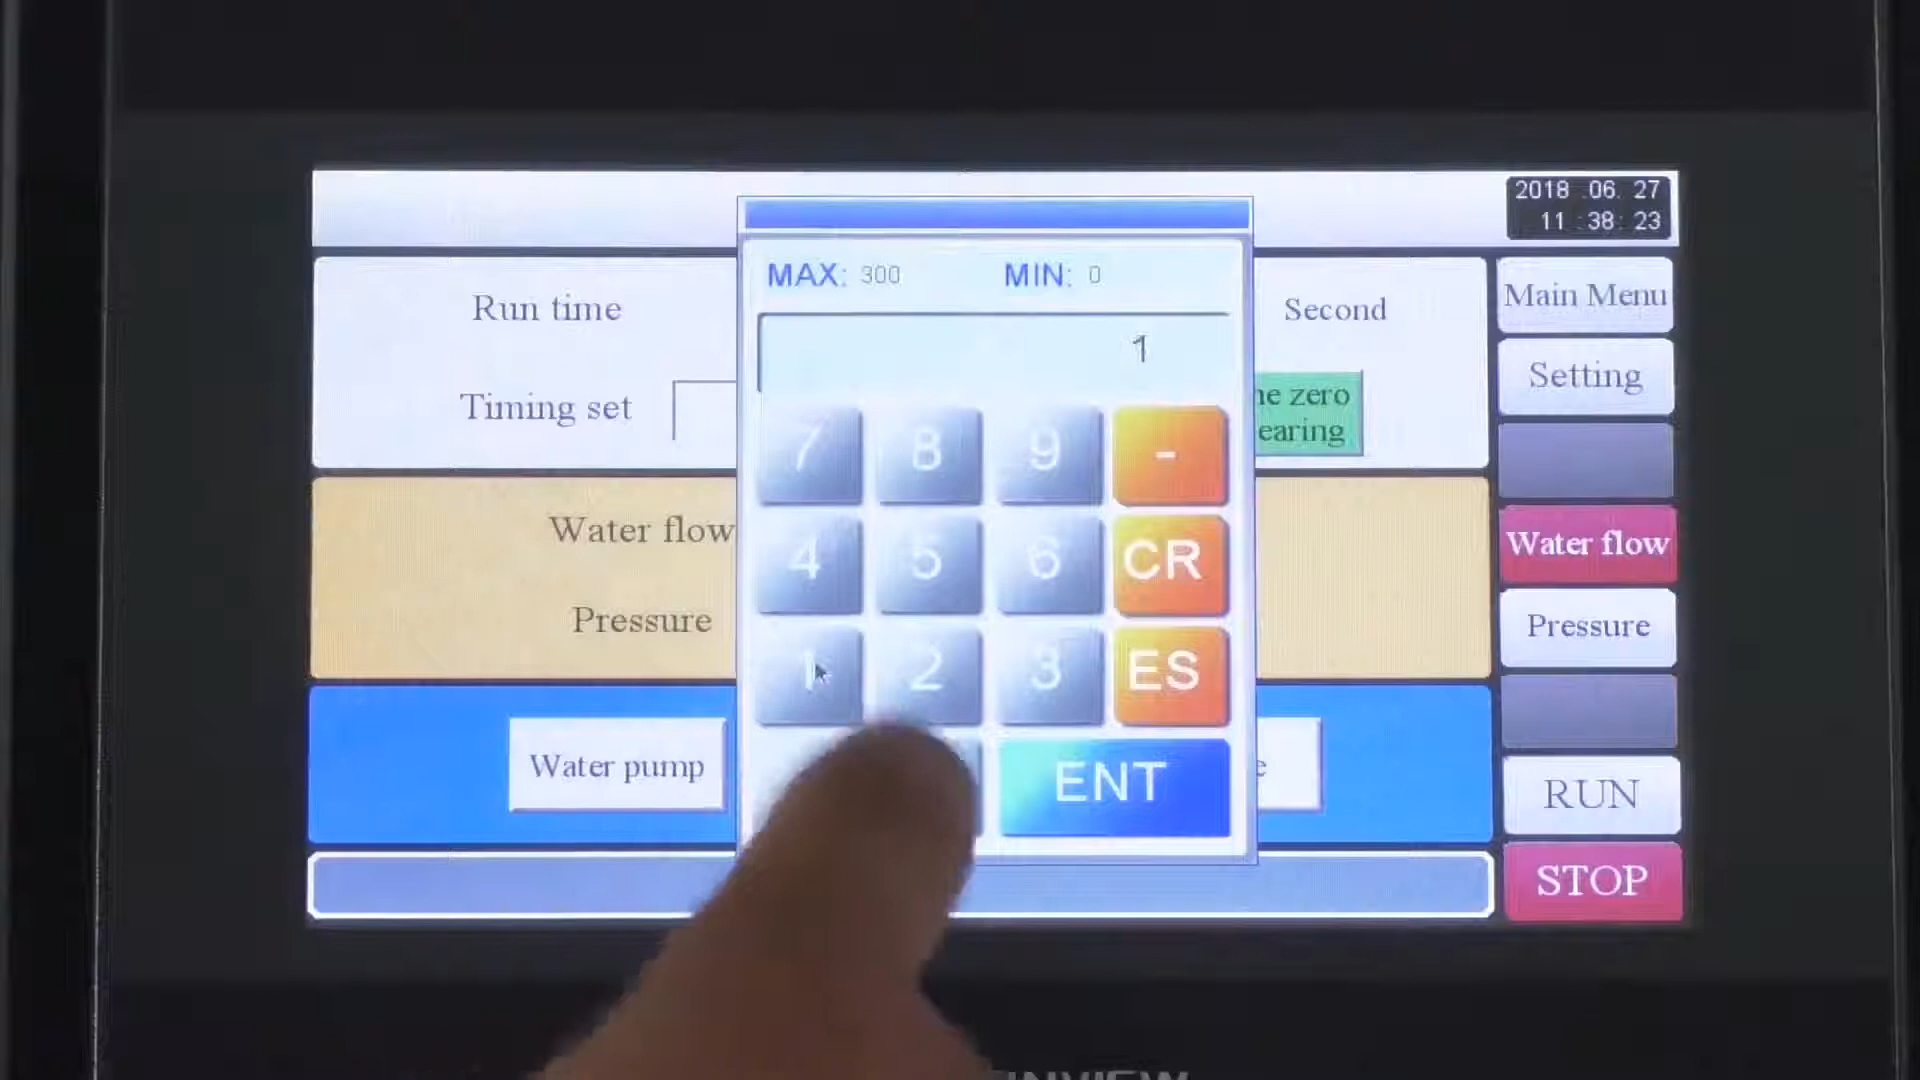 2018 .06. 27
11 :38: 23
MAX: 300 MIN: 0
1
Run time
Second
Main Menu
Timing set
zero
Setting
7 8 9 -
Water flow
4 5 6 CR
Water flow
Pressure
1 2 3 ES
Pressure
Water pump
ENT
RUN
STOP